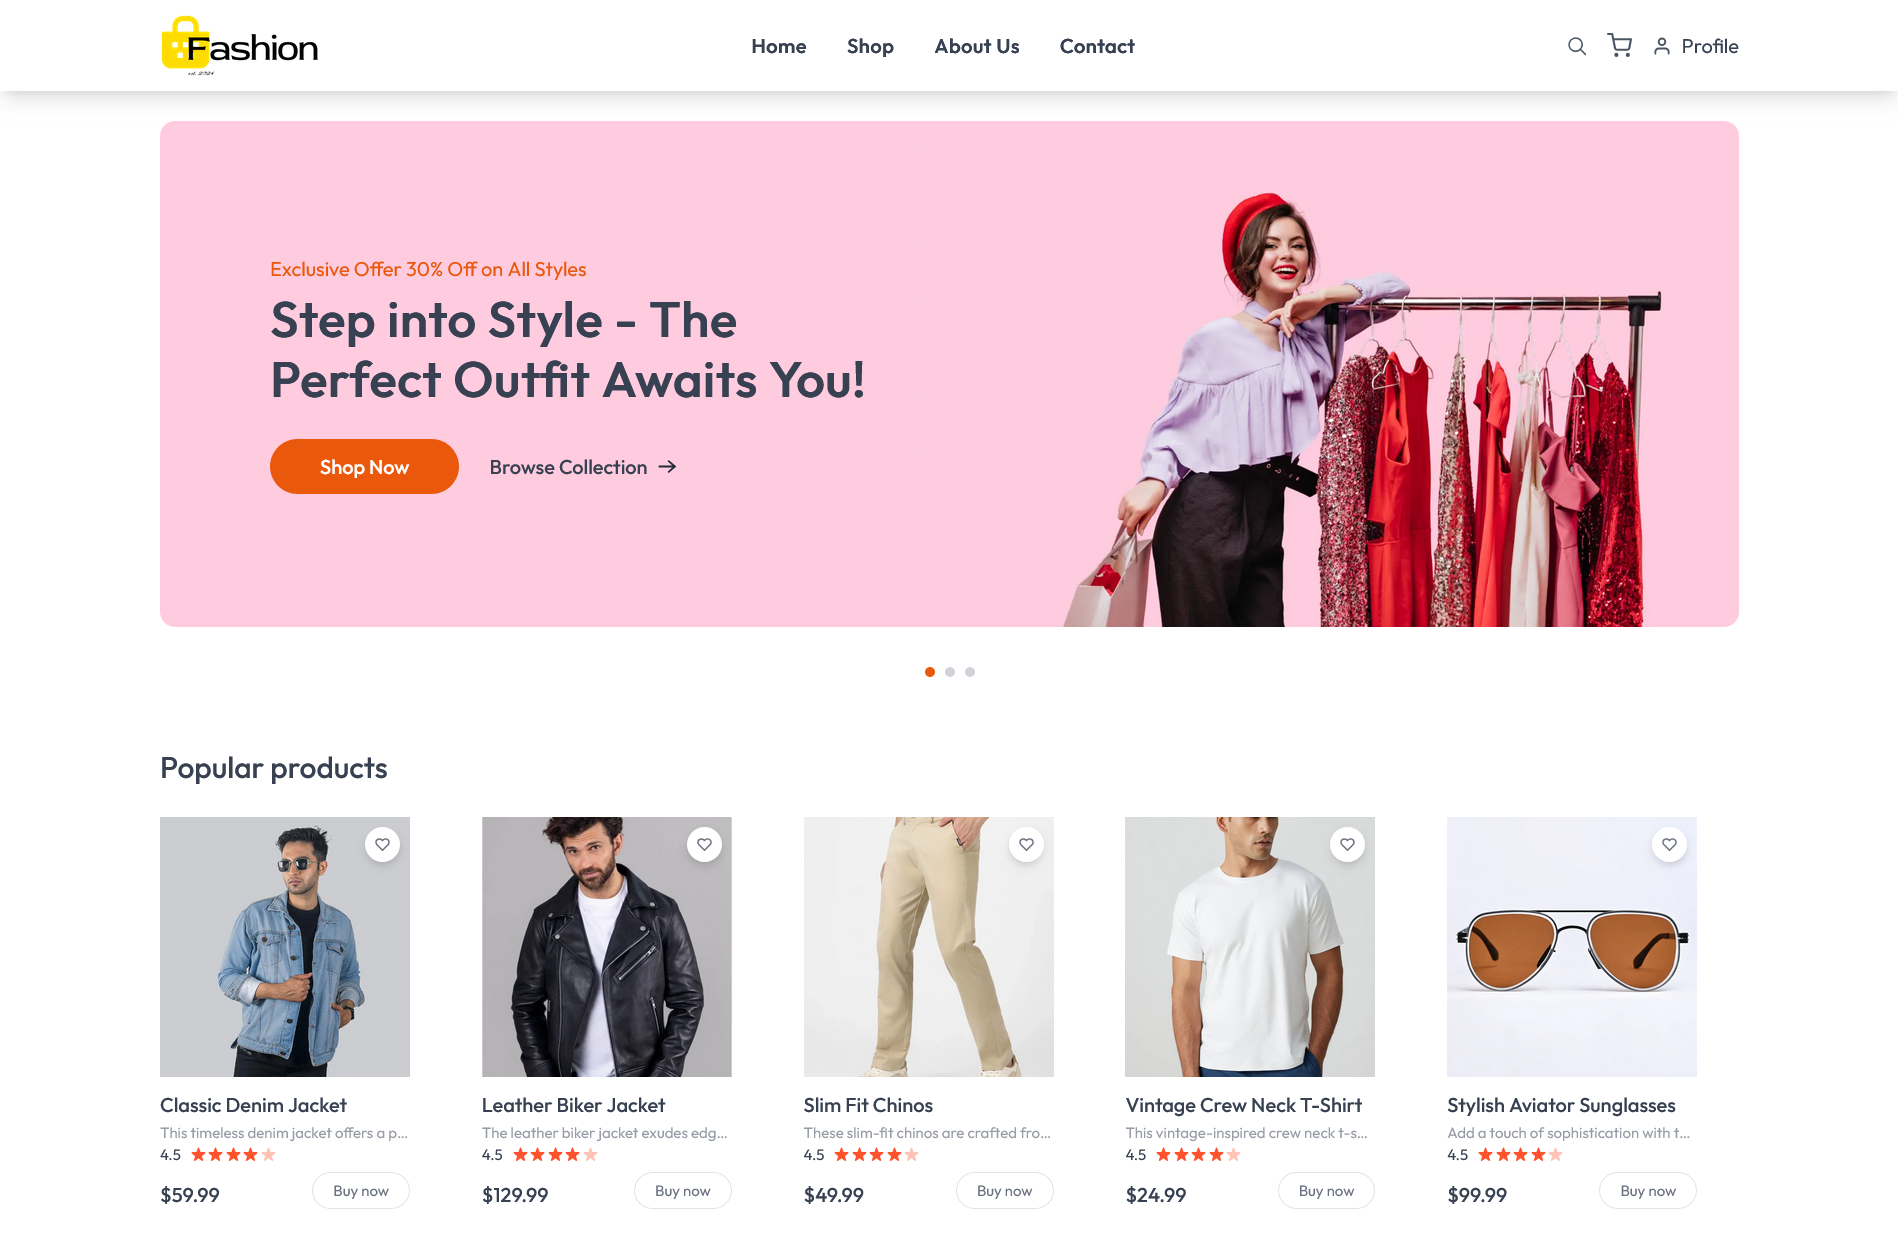 Fashion
Home
Shop
About Us
Contact
Profile
Exclusive Offer 30% Off on All Styles
Step into Style - The
Perfect Outfit Awaits You!
Shop Now
Browse Collection
Popular products
Classic Denim Jacket
This timeless denim jacket offers a p...
4.5
$59.99
Buy now
Leather Biker Jacket
The leather biker jacket exudes edg...
4.5
$129.99
Buy now
Slim Fit Chinos
These slim-fit chinos are crafted fro...
4.5
$49.99
Buy now
Vintage Crew Neck T-Shirt
This vintage-inspired crew neck t-s...
4.5
$24.99
Buy now
Stylish Aviator Sunglasses
Add a touch of sophistication with t...
4.5
$99.99
Buy now